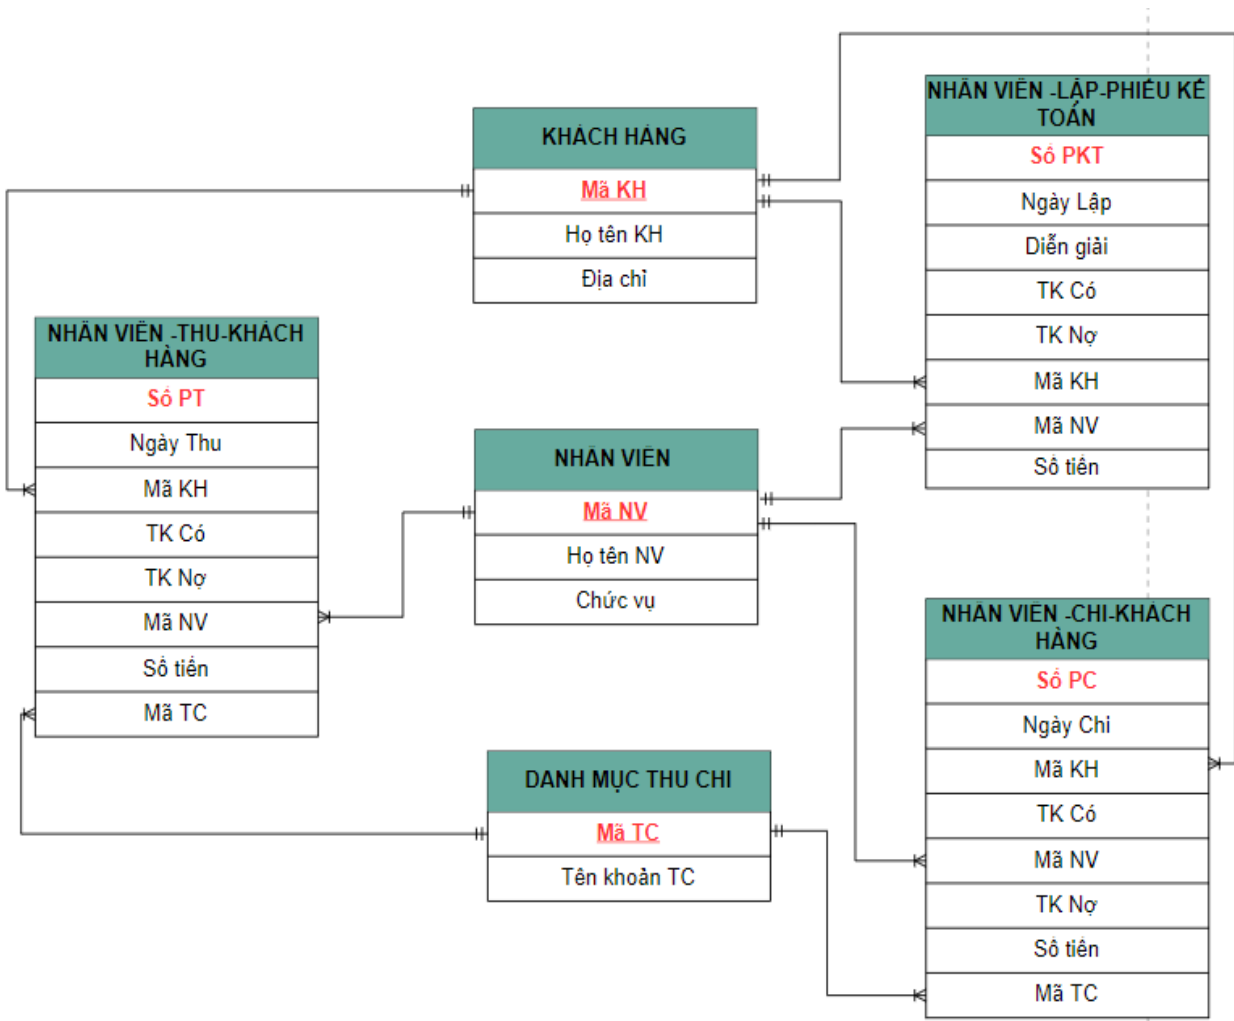 KHÁCH HÀNG
Mã KH
Họ tên KH
Địa chỉ
NHÂN VIÊN -LẬP-PHIẾU KẾ
TOÁN
Số PKT
Ngày Lập
Diễn giải
TK Có
TK Nợ
Mã KH
Mã NV
Số tiền
NHÂN VIÊN -THU-KHÁCH
HÀNG
Số PT
Ngày Thu
Mã KH
TK Có
TK Nợ
Mã NV
Số tiền
Mã TC
NHÂN VIÊN
Mã NV
Họ tên NV
Chức vụ
DANH MỤC THU CHI
Mã TC
Tên khoản TC
NHÂN VIÊN -CHI-KHÁCH
HÀNG
Số PC
Ngày Chi
Mã KH
TK Có
Mã NV
TK Nợ
Số tiền
Mã TC